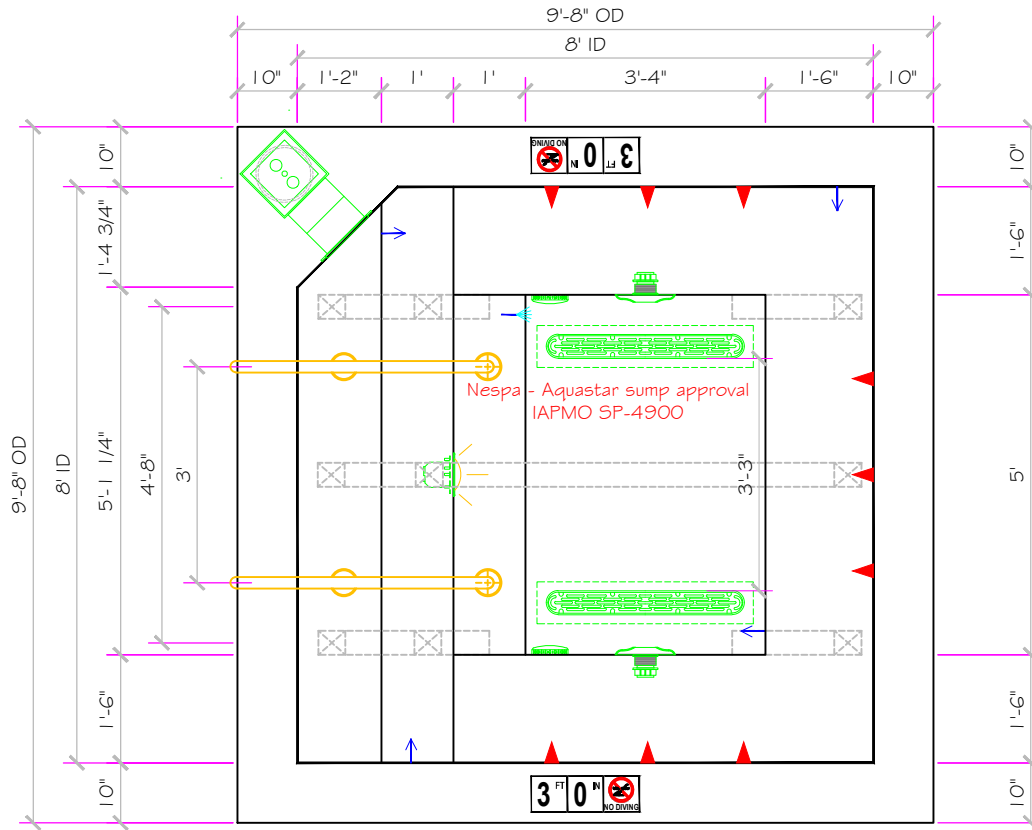 9'-8" OD
8' ID
10" 1'-2" 1' 1' 3'-4" 1'-6" 10"
NO DIVING 0 IN 3 FT
10"
1'-4 3/4"
5'-1 1/4"
1'-6"
10"
9'-8" OD
8' ID
4'-8"
3'
Nespa - Aquastar sump approval
IAPMO SP-4900
3'-3"
10"
1'-6"
5'
1'-6"
10"
3 FT 0 IN NO DIVING